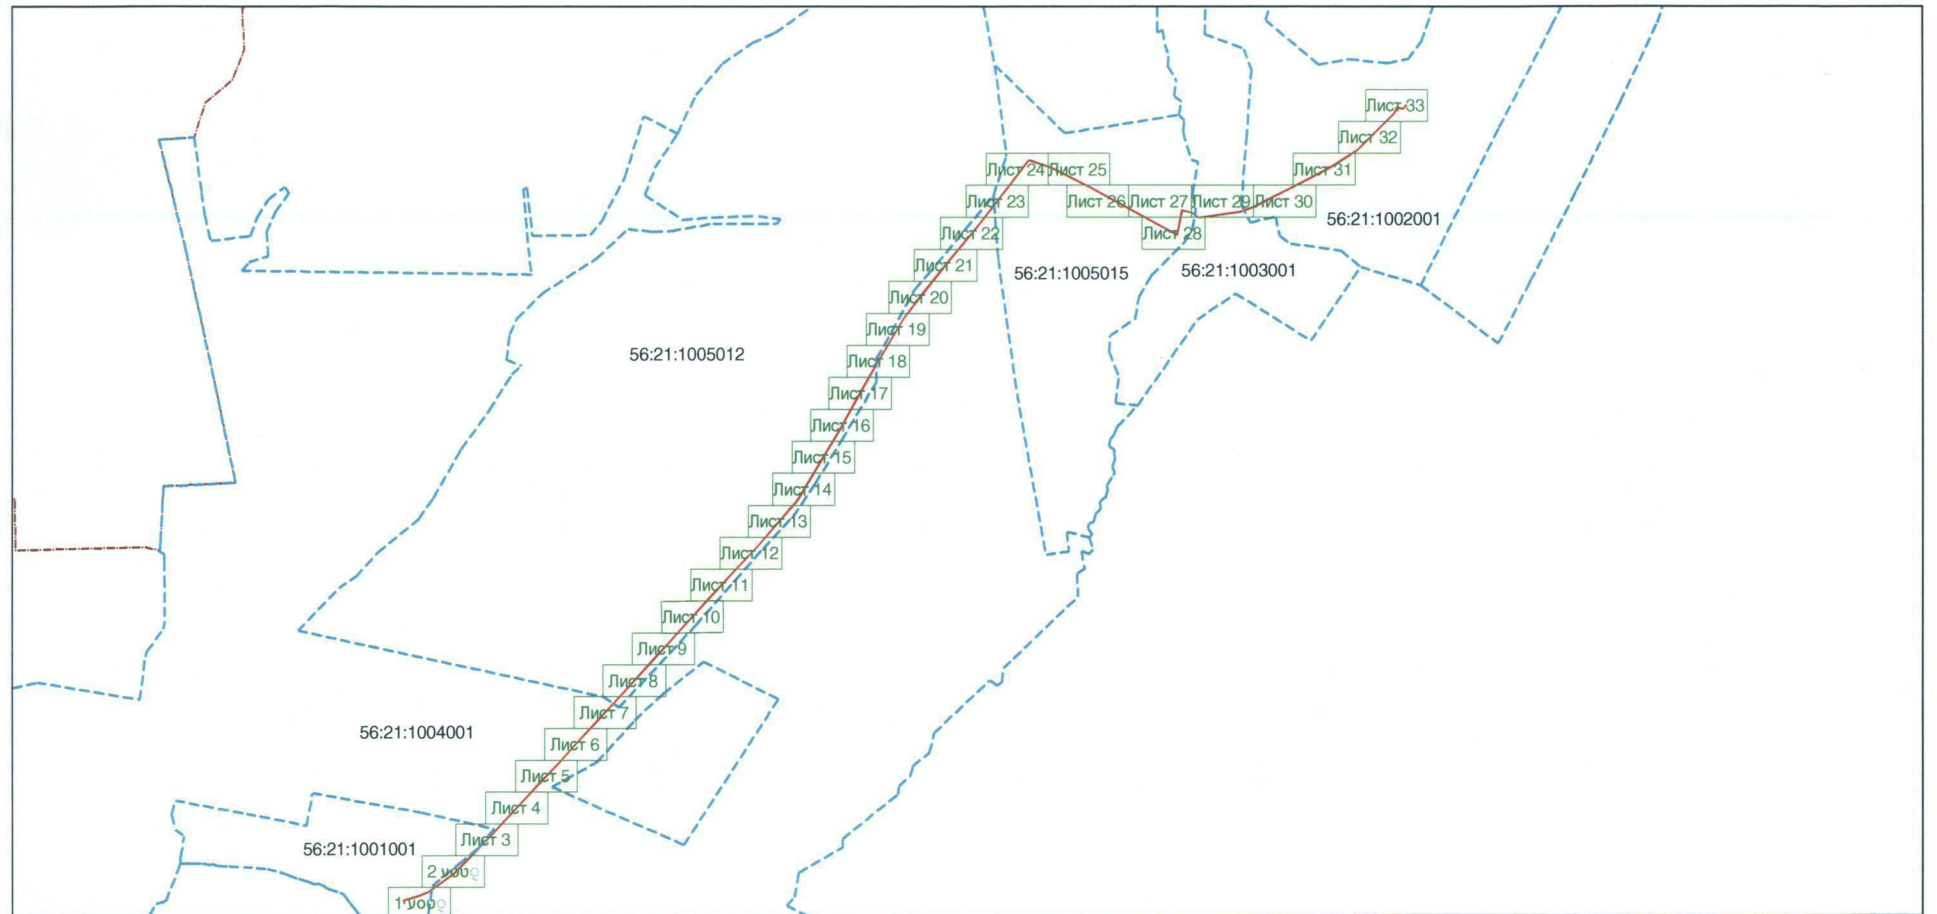 Лист 33
Лист 32
Лист 24
Лист 25
Лист 31
Лист 23
Лист 26
Лист 27
Лист 29
Лист 30
56:21:1002001
Лист 22
Лист 28
Лист 21
56:21:1005015
56:21:1003001
Лист 20
Лист 19
56:21:1005012
Лист 18
Лист 17
Лист 16
Лист 15
Лист 14
Лист 13
Лист 12
Лист 11
Лист 10
Лист 9
Лист 8
Лист 7
56:21:1004001
Лист 6
Лист 5
Лист 4
Лист 3
56:21:1001001
2
1